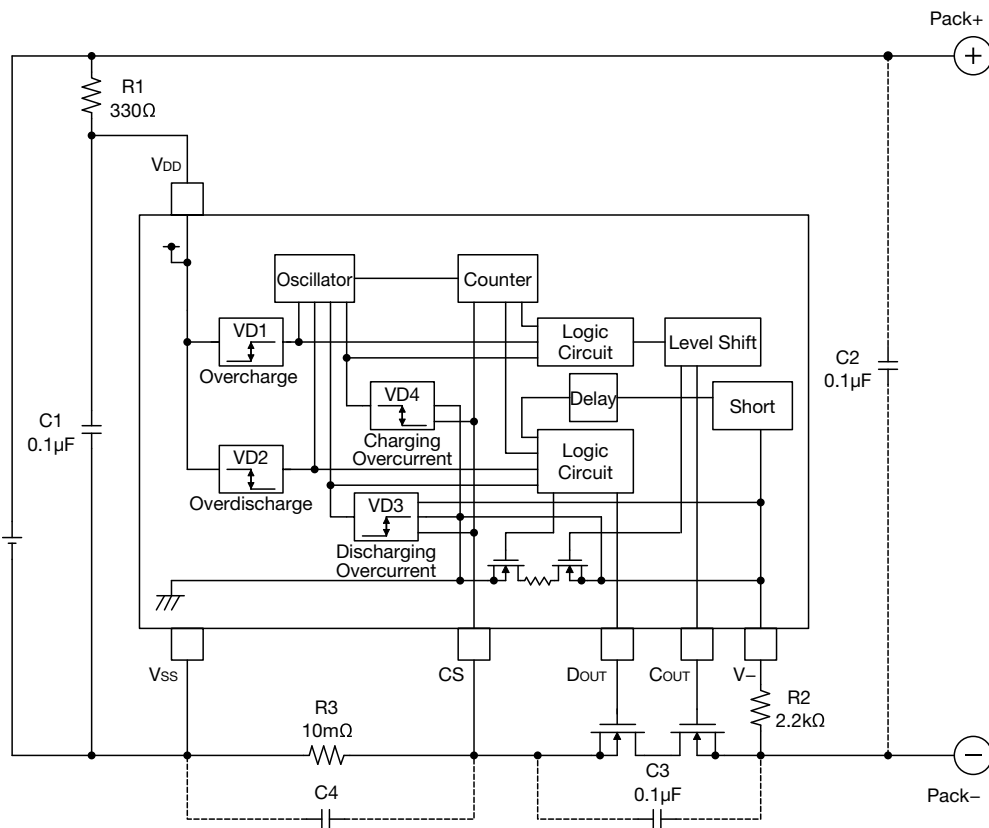 Pack+
+
R1
330Ω
VDD
Oscillator
Counter
VD1
Overcharge
Logic
Circuit
Level Shift
C2
0.1µF
VD4
Charging
Overcurrent
Delay
Short
C1
0.1µF
VD2
Overdischarge
Logic
Circuit
VD3
Discharging
Overcurrent
VSS
CS
DOUT
COUT
V−
R2
2.2kΩ
R3
10mΩ
C4
C3
0.1µF
−
Pack−